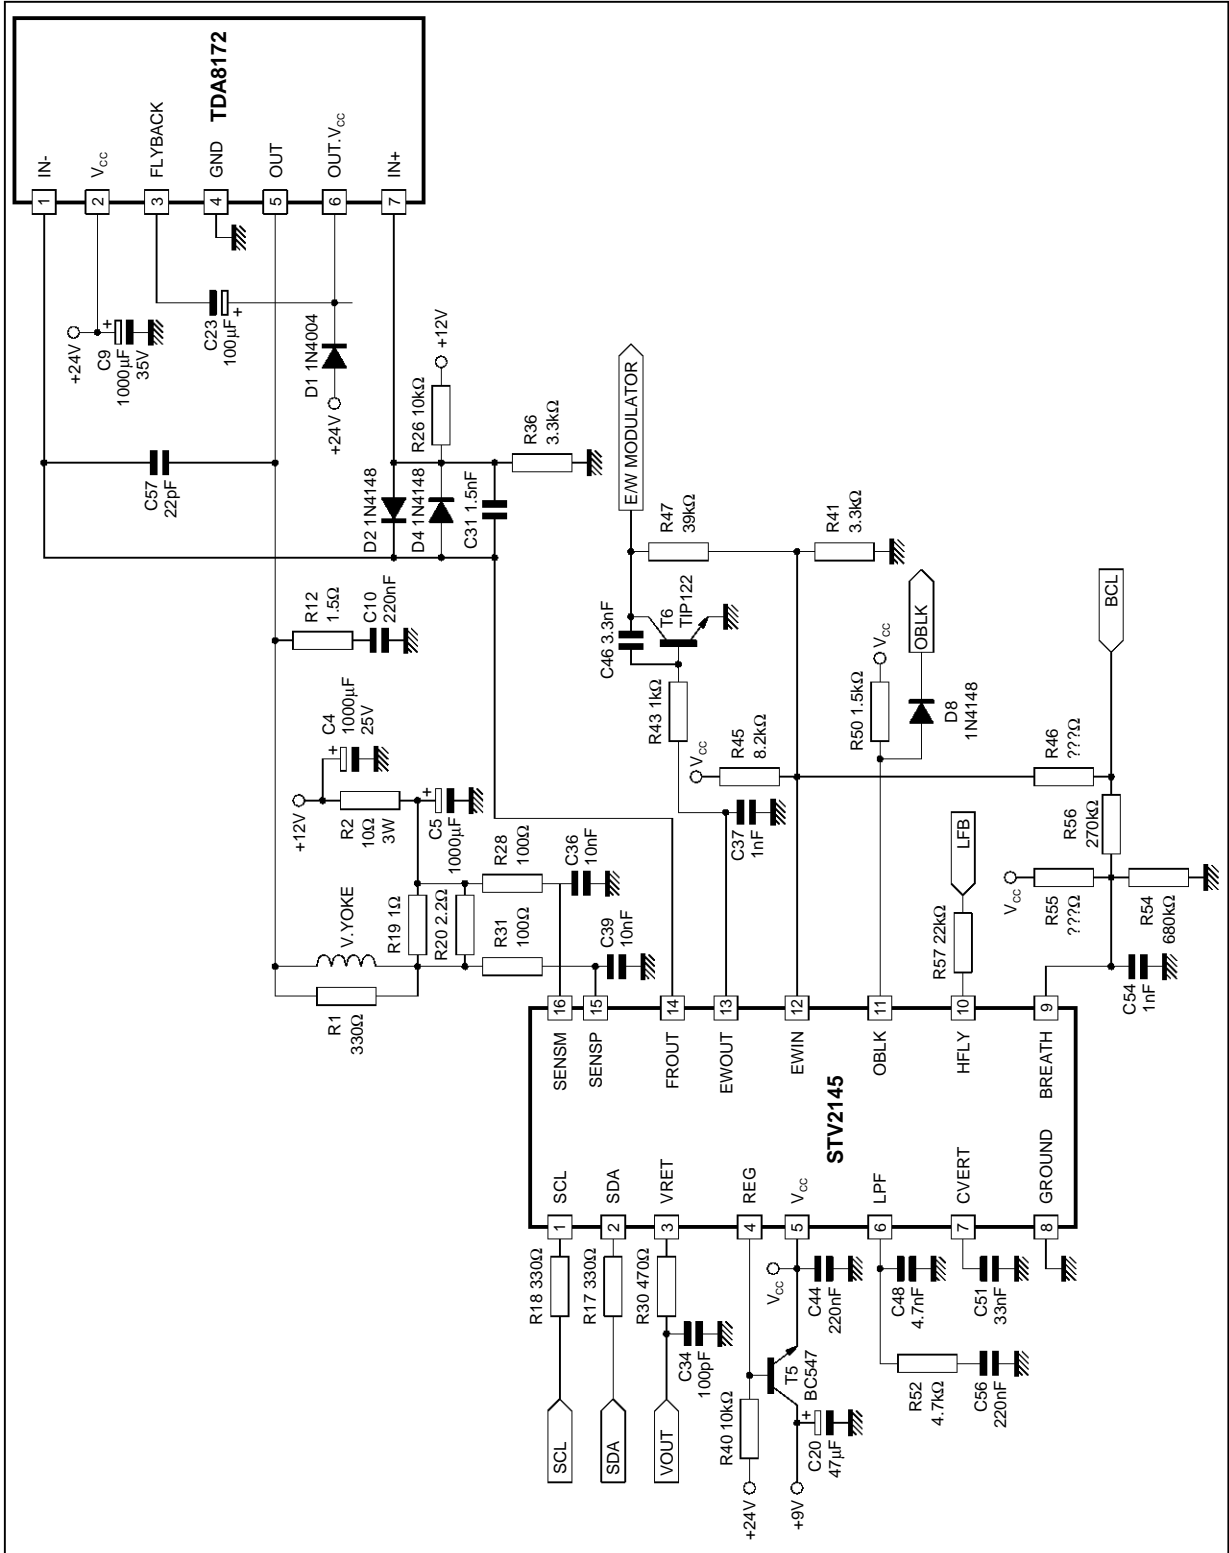 TDA8172
IN-
V_CC
FLYBACK
GND
OUT
OUT.V_CC
IN+
1
2
3
4
5
6
7
+24V
+
C9
1000µF
35V
C23
100µF
+
D1 1N4004
+24V
C57
22pF
D2 1N4148
D4 1N4148
C31 1.5nF
R26 10kΩ
+12V
R36
3.3kΩ
R12
1.5Ω
C10
220nF
+12V
+
C4
1000µF
25V
R2
10Ω
3W
+
C5
1000µF
V.YOKE
R1
330Ω
R19 1Ω
R20 2.2Ω
R28
100Ω
R31
100Ω
C36
10nF
C39
10nF
E/W MODULATOR
R47
39kΩ
R41
3.3kΩ
C46 3.3nF
T6
TIP122
R43 1kΩ
C37
1nF
V_CC
R45
8.2kΩ
V_CC
R50 1.5kΩ
OBLK
D8
1N4148
BCL
R46
???Ω
R56
270kΩ
V_CC
R55
???Ω
R54
680kΩ
C54
1nF
LFB
R57 22kΩ
16
15
14
13
12
11
10
9
SENSM
SENSP
FROUT
EWOUT
EWIN
OBLK
HFLY
BREATH
STV2145
SCL
SDA
VRET
REG
V_CC
LPF
CVERT
GROUND
1
2
3
4
5
6
7
8
R18 330Ω
R17 330Ω
R30 470Ω
C34
100pF
SCL
SDA
VOUT
R40 10kΩ
+24V
T5
BC547
V_CC
C44
220nF
+
C20
47µF
+9V
C48
4.7nF
R52
4.7kΩ
C56
220nF
C51
33nF